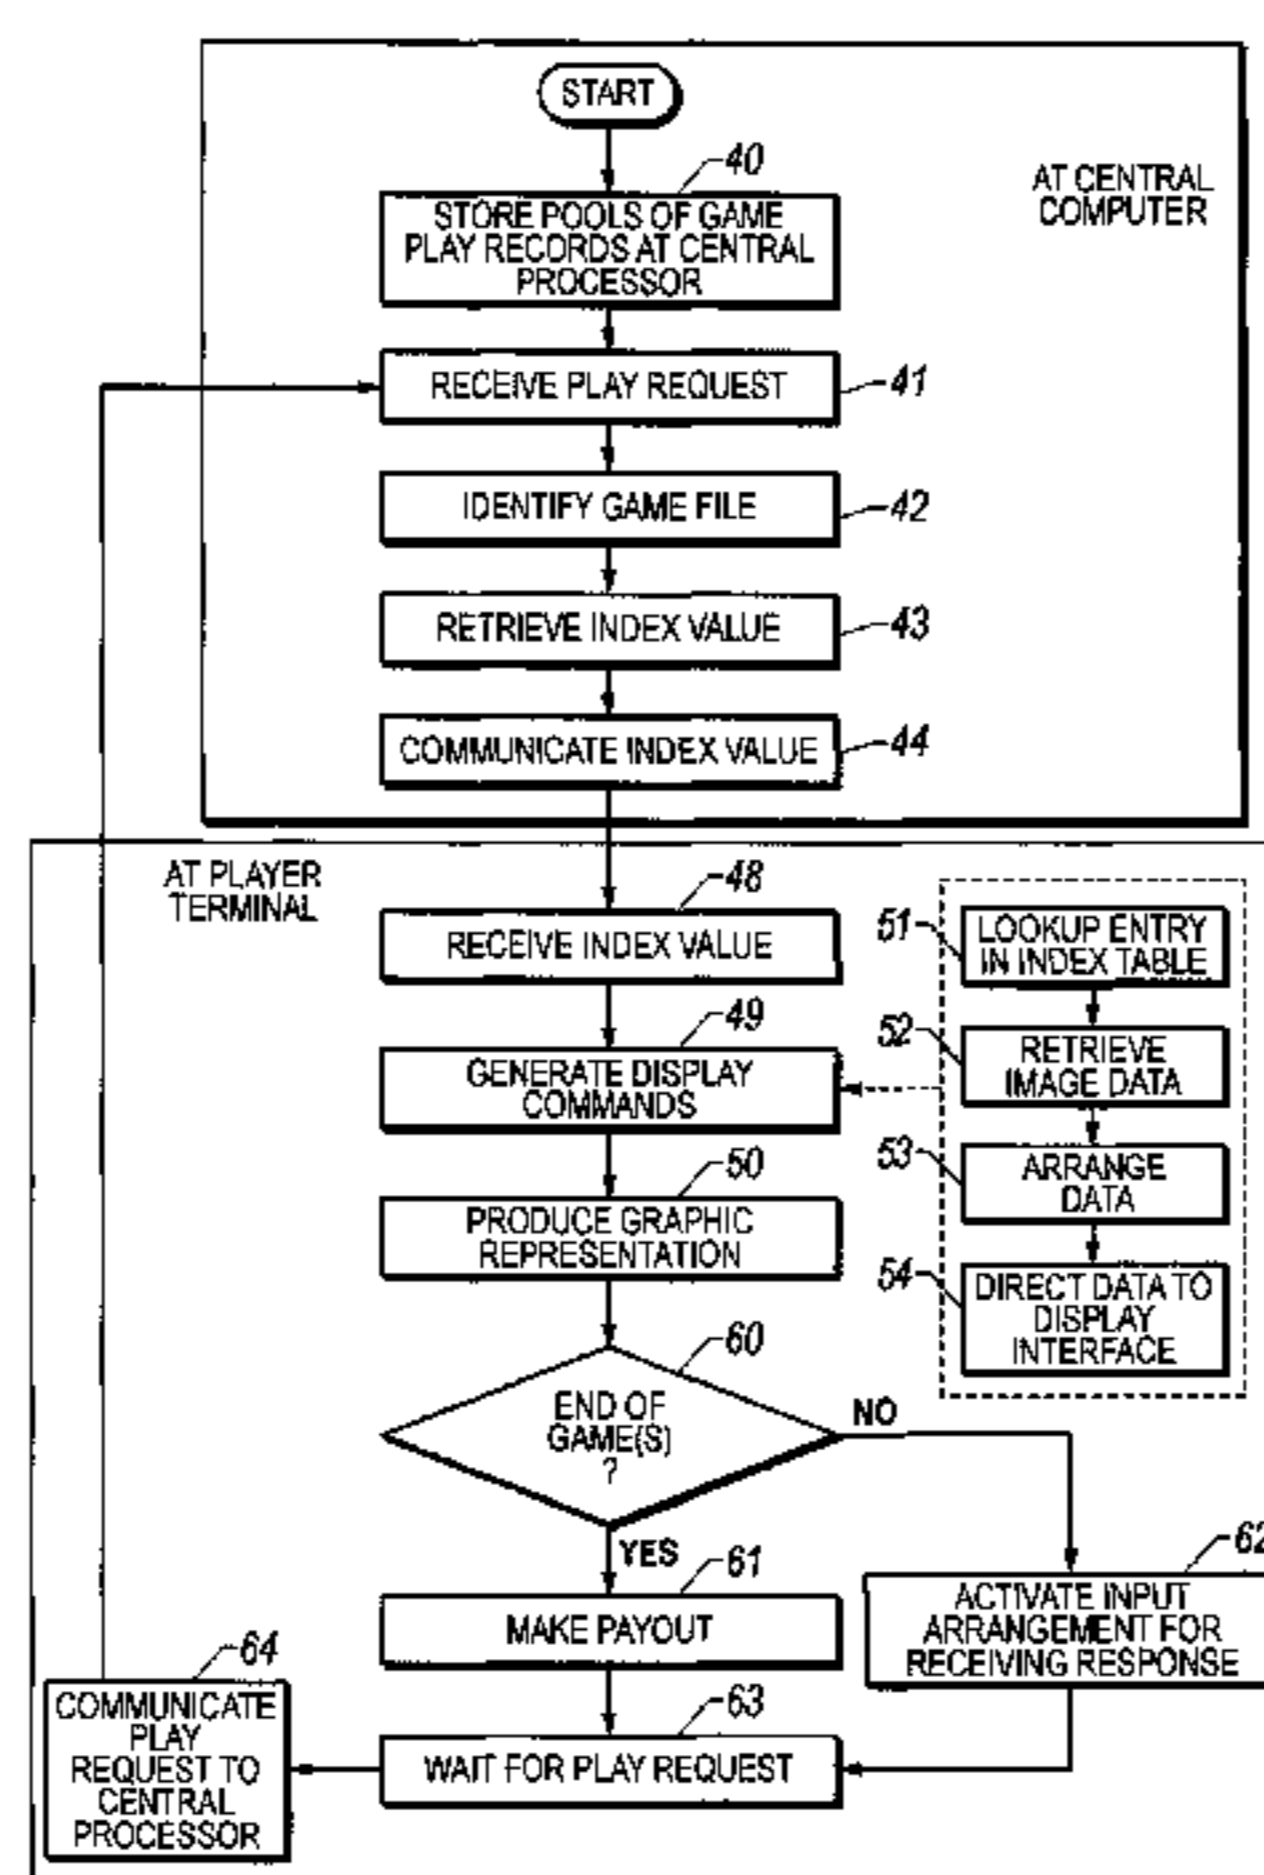 START
40
AT CENTRAL
COMPUTER
STORE POOLS OF GAME
PLAY RECORDS AT CENTRAL
PROCESSOR
RECEIVE PLAY REQUEST
41
IDENTIFY GAME FILE
42
RETRIEVE INDEX VALUE
43
COMMUNICATE INDEX VALUE
44
AT PLAYER
TERMINAL
48
RECEIVE INDEX VALUE
49
GENERATE DISPLAY
COMMANDS
51
LOOKUP ENTRY
IN INDEX TABLE
52
RETRIEVE
IMAGE DATA
53
ARRANGE
DATA
54
DIRECT DATA TO
DISPLAY
INTERFACE
50
PRODUCE GRAPHIC
REPRESENTATION
60
END OF
GAME(S)
?
NO
YES
61
MAKE PAYOUT
62
ACTIVATE INPUT
ARRANGEMENT FOR
RECEIVING RESPONSE
63
WAIT FOR PLAY REQUEST
64
COMMUNICATE
PLAY
REQUEST TO
CENTRAL
PROCESSOR